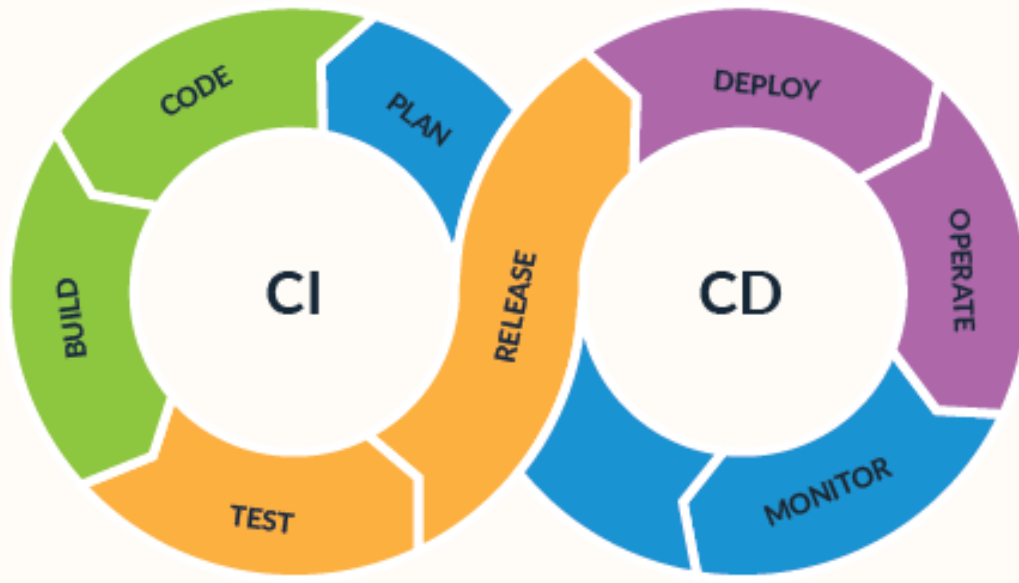 CODE
PLAN
BUILD
CI
TEST
RELEASE
DEPLOY
OPERATE
CD
MONITOR